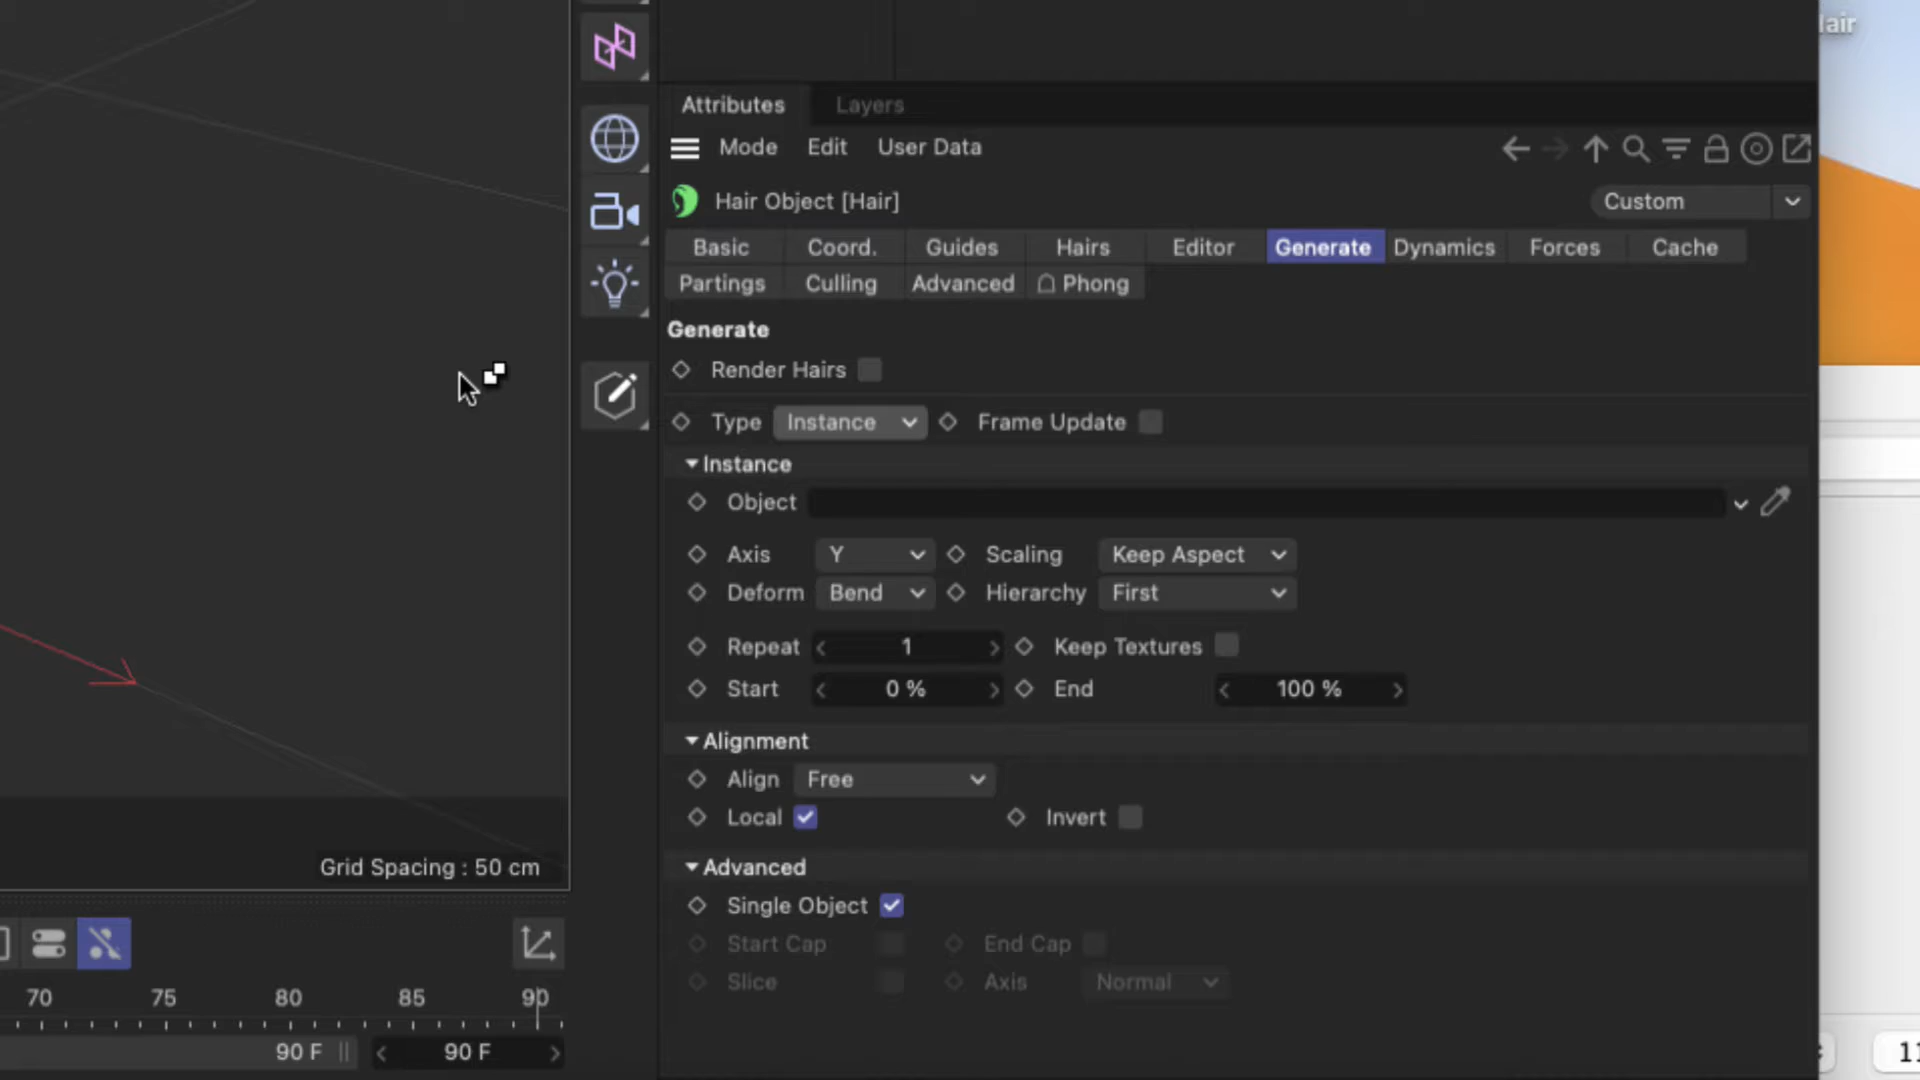 Attributes Layers
Mode Edit User Data
Hair Object [Hair] Custom
Basic Coord. Guides Hairs Editor Generate Dynamics Forces Cache
Partings Culling Advanced Phong
Generate
Render Hairs
Type Instance Frame Update
Instance
Object
Axis Y Scaling Keep Aspect
Deform Bend Hierarchy First
Repeat 1 Keep Textures
Start 0 % End 100 %
Alignment
Align Free
Local Invert
Advanced
Single Object
Start Cap End Cap
Slice Axis Normal
Grid Spacing : 50 cm
70 75 80 85 90
90 F 90 F